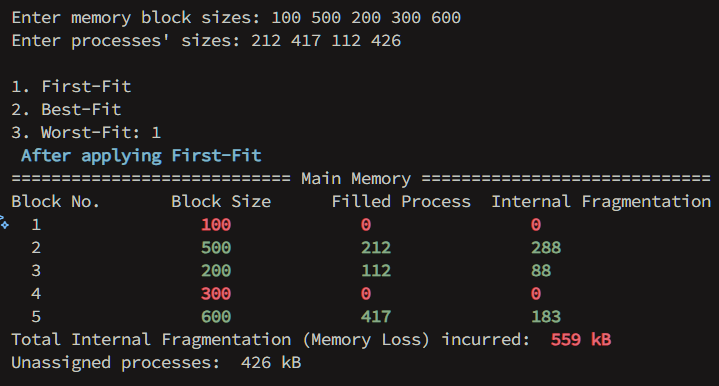 Enter memory block sizes: 100 500 200 300 600
Enter processes' sizes: 212 417 112 426
1. First-Fit
2. Best-Fit
3. Worst-Fit: 1
After applying First-Fit
============================ Main Memory =============================
Block No. Block Size Filled Process Internal Fragmentation
1 100 0 0
2 500 212 288
3 200 112 88
4 300 0 0
5 600 417 183
Total Internal Fragmentation (Memory Loss) incurred: 559 kB
Unassigned processes: 426 kB